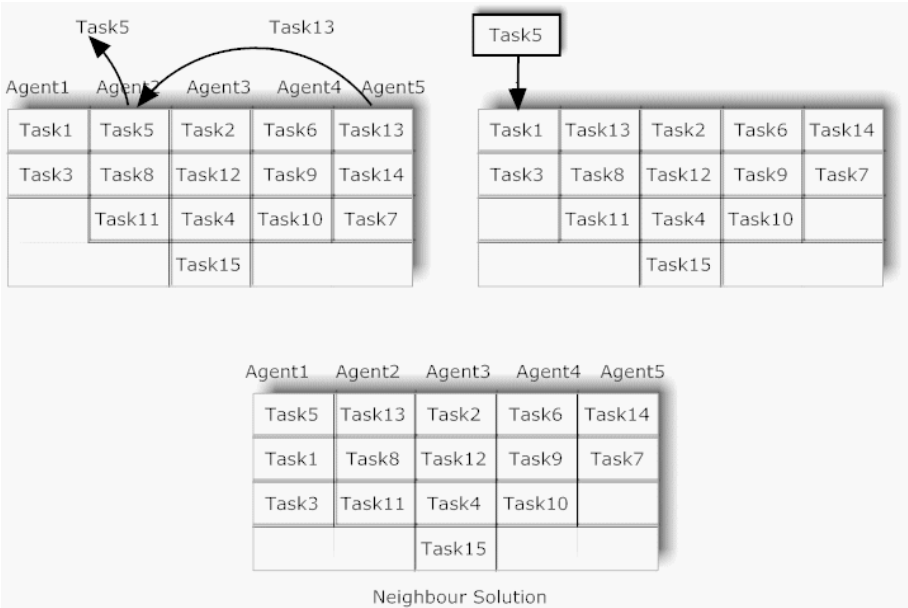 Task5 Task13
Agent1 Agent2 Agent3 Agent4 Agent5
Task1 Task5 Task2 Task6 Task13
Task3 Task8 Task12 Task9 Task14
Task11 Task4 Task10 Task7
Task15
Task5
Task1 Task13 Task2 Task6 Task14
Task3 Task8 Task12 Task9 Task7
Task11 Task4 Task10
Task15
Agent1 Agent2 Agent3 Agent4 Agent5
Task5 Task13 Task2 Task6 Task14
Task1 Task8 Task12 Task9 Task7
Task3 Task11 Task4 Task10
Task15
Neighbour Solution